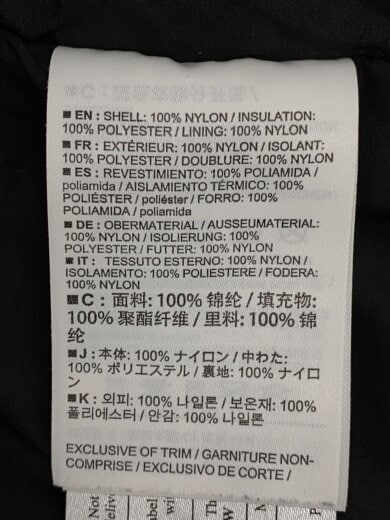 ■ EN : SHELL: 100% NYLON / INSULATION:
100% POLYESTER / LINING: 100% NYLON
■ FR : EXTÉRIEUR: 100% NYLON / ISOLANT:
100% POLYESTER / DOUBLURE: 100% NYLON
■ ES : REVESTIMIENTO: 100% POLIAMIDA /
poliamida / AISLAMIENTO TÉRMICO: 100%
POLIÉSTER / poliéster / FORRO: 100%
POLIAMIDA / poliamida
■ DE : OBERMATERIAL / AUSSEUMATERIAL:
100% NYLON / ISOLIERUNG: 100%
POLYESTER / FUTTER: 100% NYLON
■ IT : TESSUTO ESTERNO: 100% NYLON /
ISOLAMENTO: 100% POLIESTERE / FODERA:
100% NYLON
■ C : 面料: 100% 锦纶 / 填充物:
100% 聚酯纤维 / 里料: 100% 锦
纶
■ J : 本体: 100% ナイロン / 中わた:
100% ポリエステル / 裏地: 100% ナイロ
ン
■ K : 외피: 100% 나일론 / 보온재: 100%
폴리에스터 / 안감: 100% 나일론
EXCLUSIVE OF TRIM / GARNITURE NON-
COMPRISE / EXCLUSIVO DE CORTE /